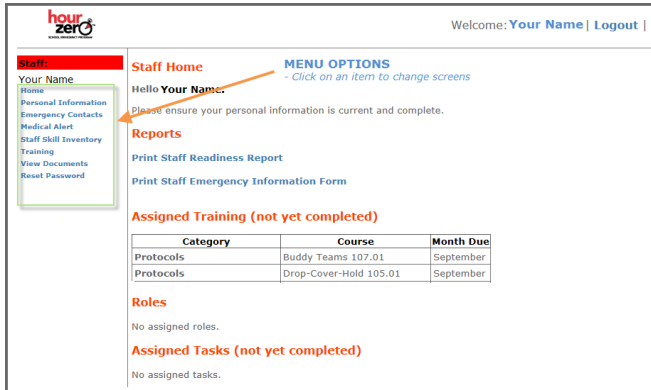 hour
zero
SCHOOL EMERGENCY PROGRAM
Welcome: Your Name | Logout |
Staff:
Your Name
Home
Personal Information
Emergency Contacts
Medical Alert
Staff Skill Inventory
Training
View Documents
Reset Password
Staff Home
MENU OPTIONS
- Click on an item to change screens
Hello Your Name.
Please ensure your personal information is current and complete.
Reports
Print Staff Readiness Report
Print Staff Emergency Information Form
Assigned Training (not yet completed)
Category Course Month Due
Protocols Buddy Teams 107.01 September
Protocols Drop-Cover-Hold 105.01 September
Roles
No assigned roles.
Assigned Tasks (not yet completed)
No assigned tasks.